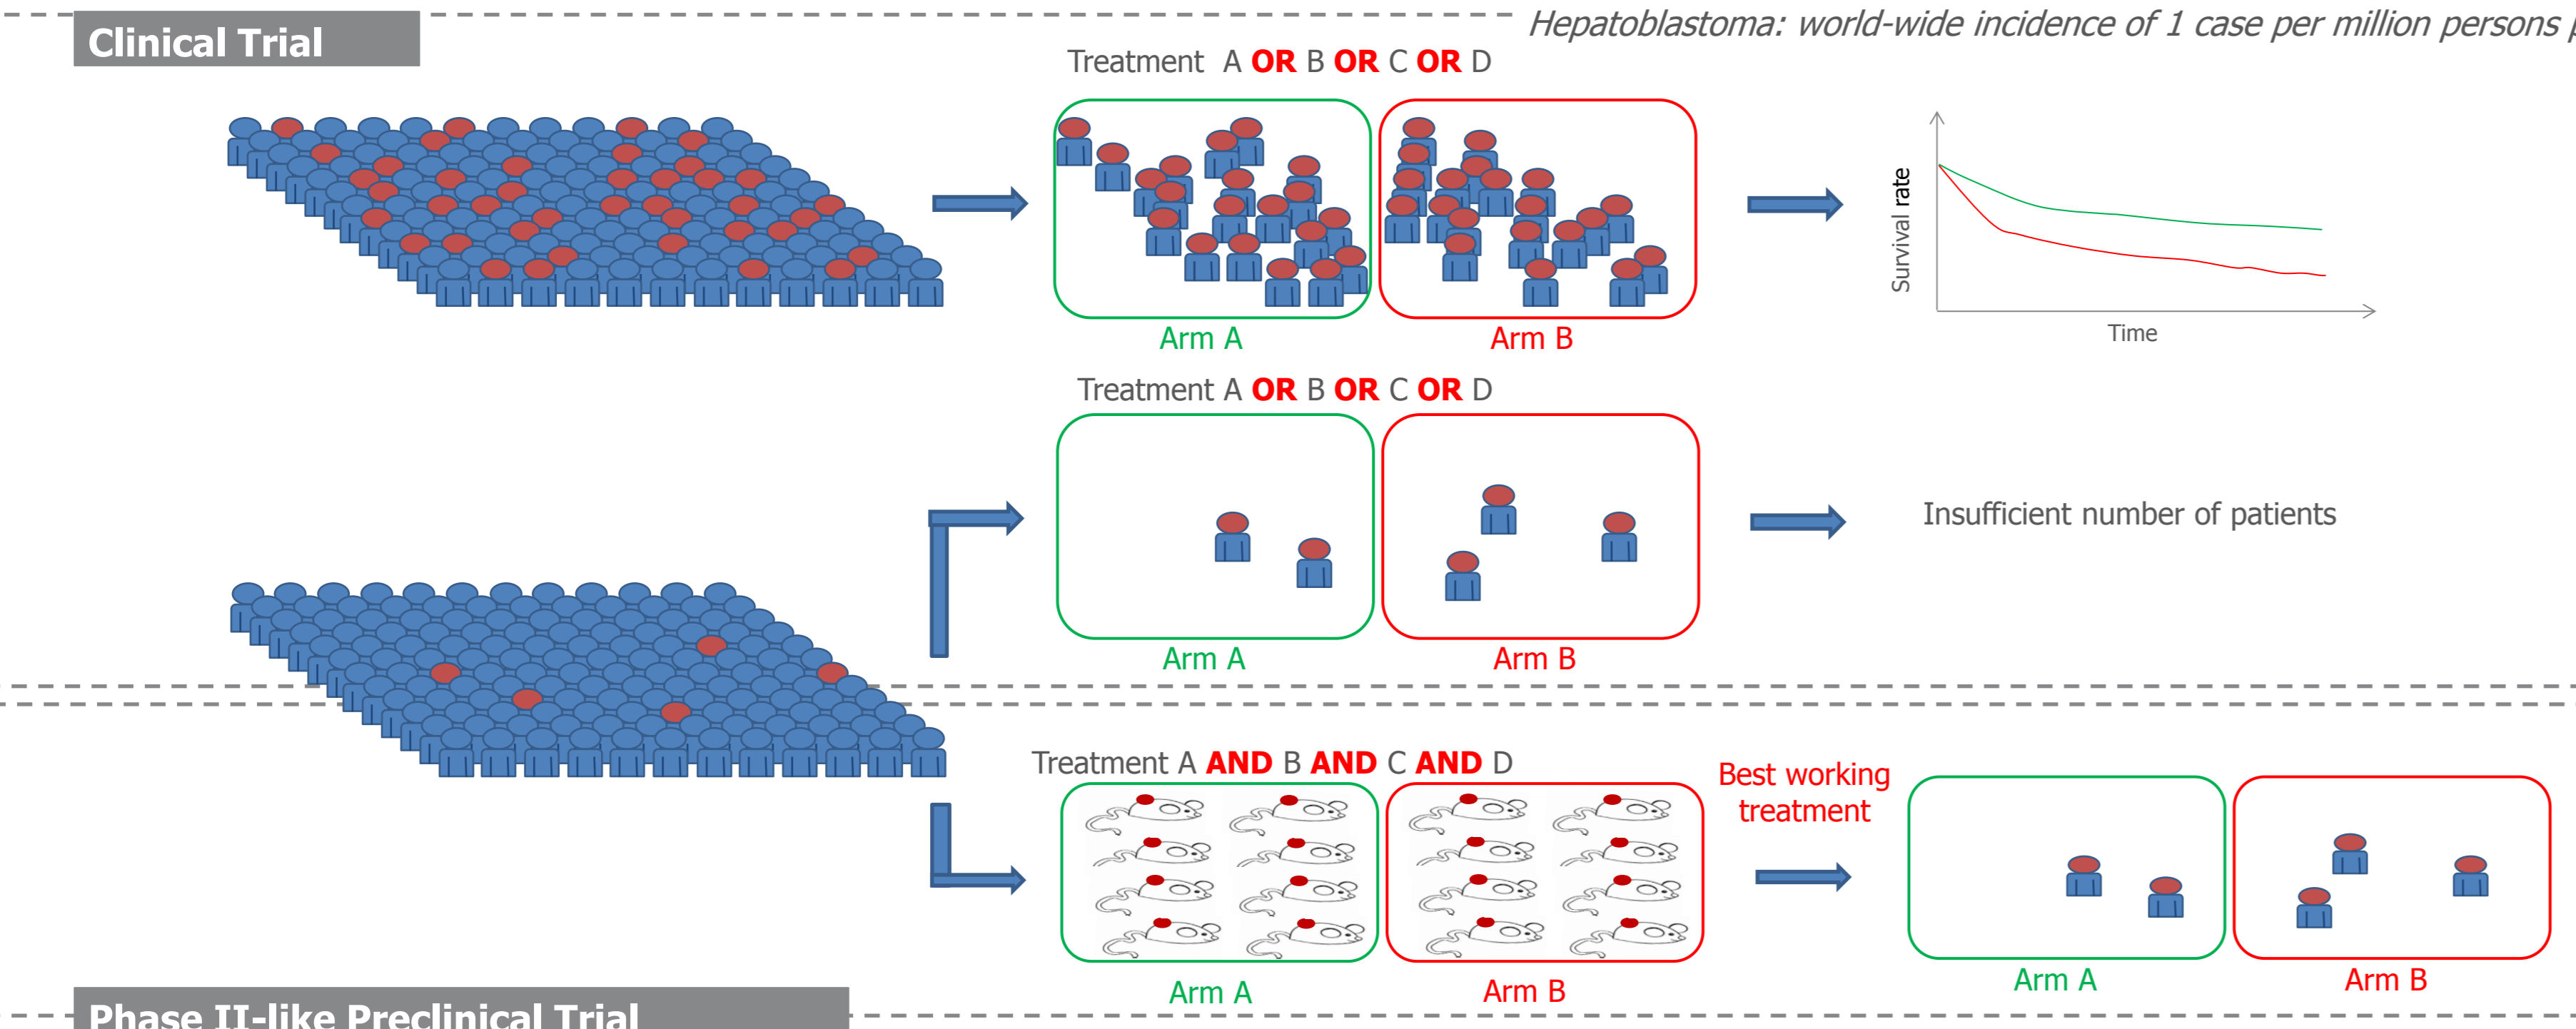 Hepatoblastoma: world-wide incidence of 1 case per million persons
Clinical Trial
Treatment A OR B OR C OR D
Arm A
Arm B
Survival rate
Time
Treatment A OR B OR C OR D
Arm A
Arm B
Insufficient number of patients
Treatment A AND B AND C AND D
Arm A
Arm B
Best working
treatment
Arm A
Arm B
Phase II-like Preclinical Trial